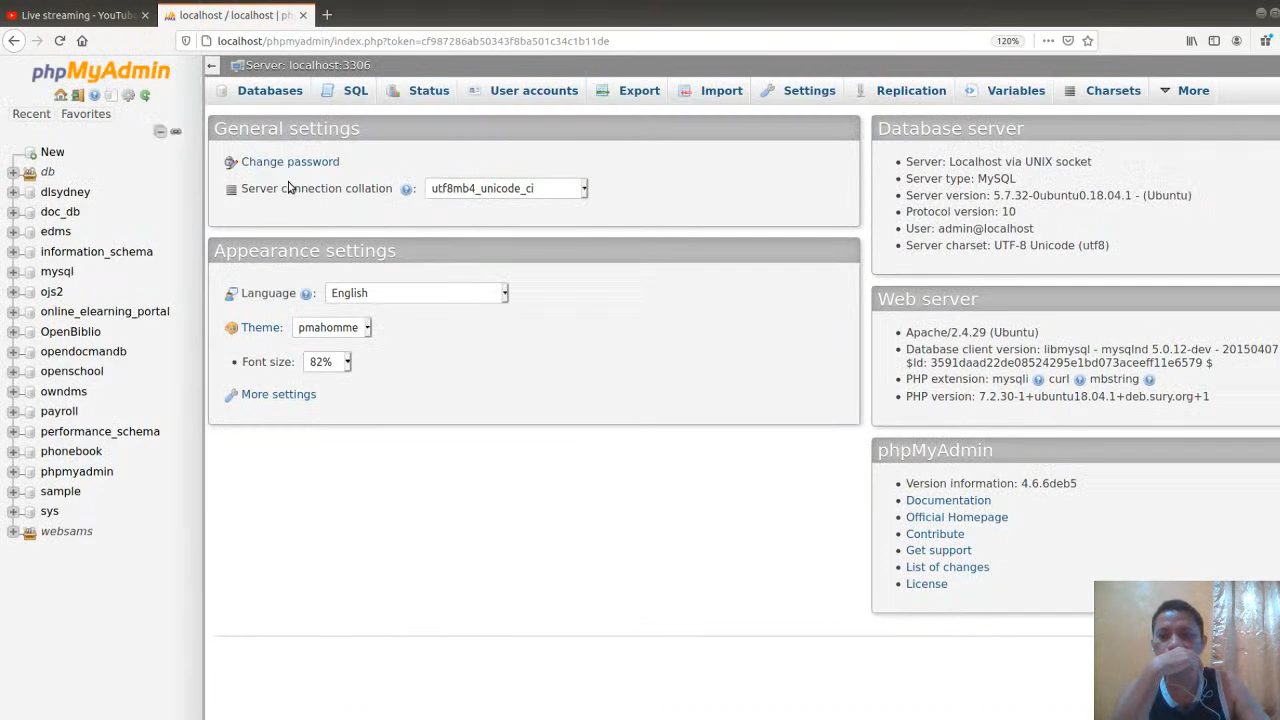 Live streaming - YouTube
localhost / localhost | ph
localhost/phpmyadmin/index.php?token=cf987286ab50343f8ba501c34c1b11de
120%
phpMyAdmin
Recent Favorites
New
db
dlsydney
doc_db
edms
information_schema
mysql
ojs2
online_elearning_portal
OpenBiblio
opendocmandb
openschool
owndms
payroll
performance_schema
phonebook
phpmyadmin
sample
sys
websams
Server: localhost:3306
Databases SQL Status User accounts Export Import Settings Replication Variables Charsets More
General settings
Change password
Server connection collation : utf8mb4_unicode_ci
Appearance settings
Language : English
Theme: pmahomme
• Font size: 82%
More settings
Database server
• Server: Localhost via UNIX socket
• Server type: MySQL
• Server version: 5.7.32-0ubuntu0.18.04.1 - (Ubuntu)
• Protocol version: 10
• User: admin@localhost
• Server charset: UTF-8 Unicode (utf8)
Web server
• Apache/2.4.29 (Ubuntu)
• Database client version: libmysql - mysqlnd 5.0.12-dev - 20150407
$Id: 3591daad22de08524295e1bd073aceeff11e6579 $
• PHP extension: mysqli curl mbstring
• PHP version: 7.2.30-1+ubuntu18.04.1+deb.sury.org+1
phpMyAdmin
• Version information: 4.6.6deb5
• Documentation
• Official Homepage
• Contribute
• Get support
• List of changes
• License